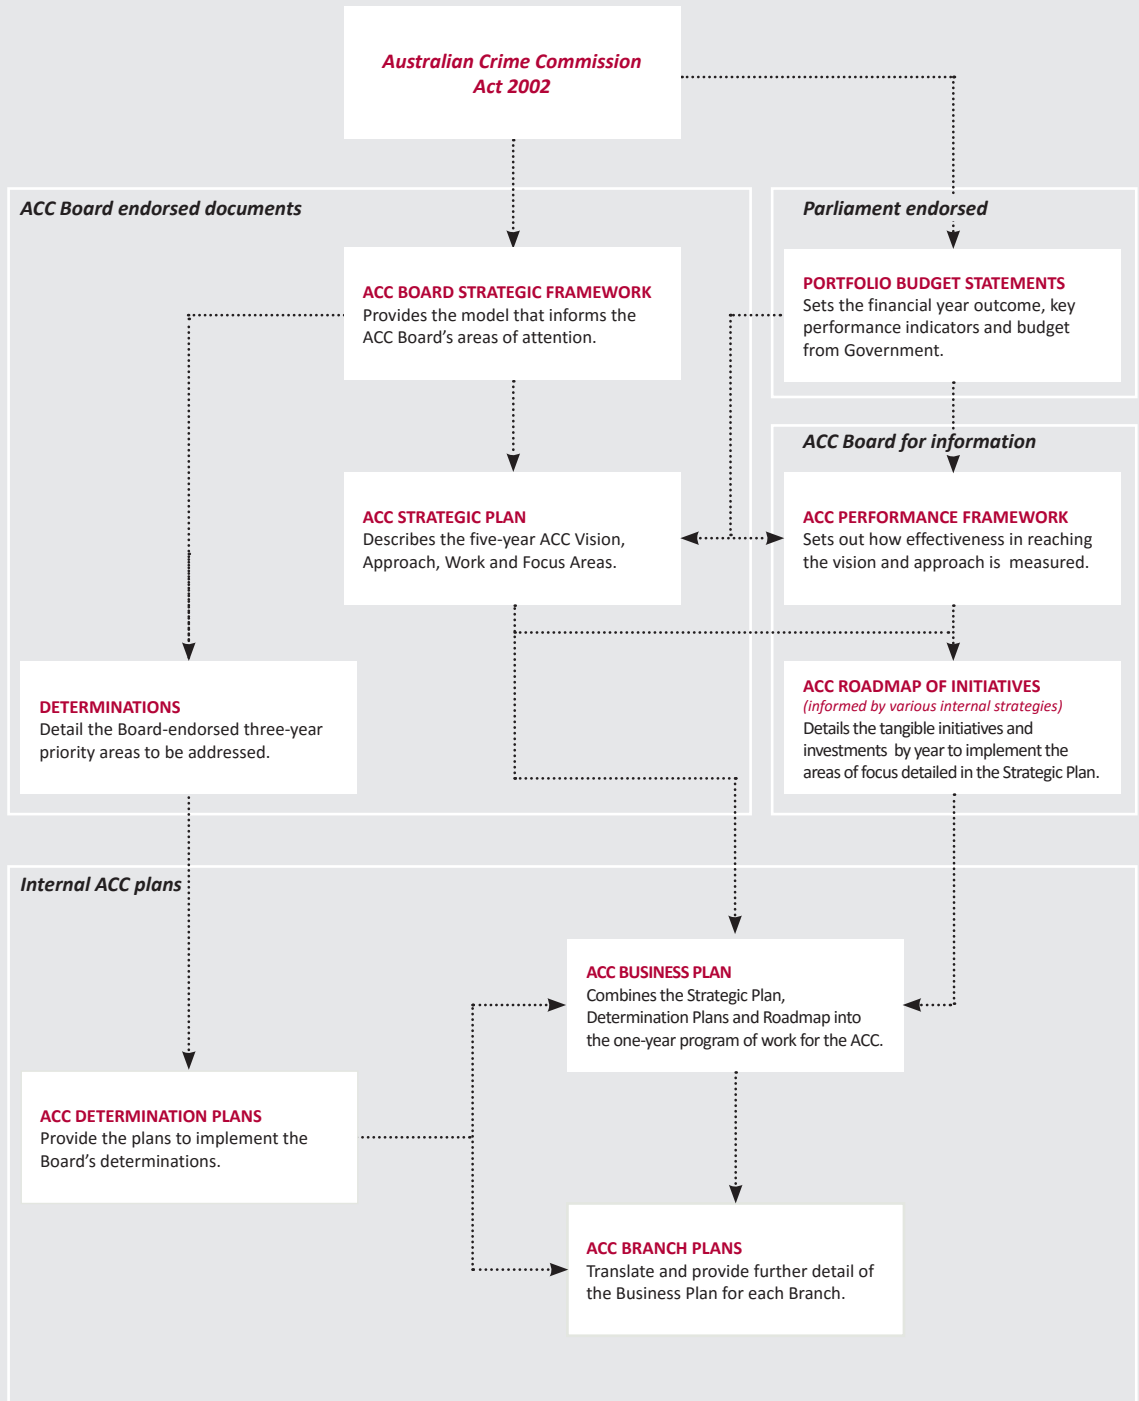 Australian Crime Commission
Act 2002
ACC Board endorsed documents
Parliament endorsed
ACC BOARD STRATEGIC FRAMEWORK
Provides the model that informs the
ACC Board’s areas of attention.
PORTFOLIO BUDGET STATEMENTS
Sets the financial year outcome, key
performance indicators and budget
from Government.
ACC Board for information
ACC STRATEGIC PLAN
Describes the five-year ACC Vision,
Approach, Work and Focus Areas.
ACC PERFORMANCE FRAMEWORK
Sets out how effectiveness in reaching
the vision and approach is measured.
DETERMINATIONS
Detail the Board-endorsed three-year
priority areas to be addressed.
ACC ROADMAP OF INITIATIVES
(informed by various internal strategies)
Details the tangible initiatives and
investments by year to implement the
areas of focus detailed in the Strategic Plan.
Internal ACC plans
ACC BUSINESS PLAN
Combines the Strategic Plan,
Determination Plans and Roadmap into
the one-year program of work for the ACC.
ACC DETERMINATION PLANS
Provide the plans to implement the
Board’s determinations.
ACC BRANCH PLANS
Translate and provide further detail of
the Business Plan for each Branch.